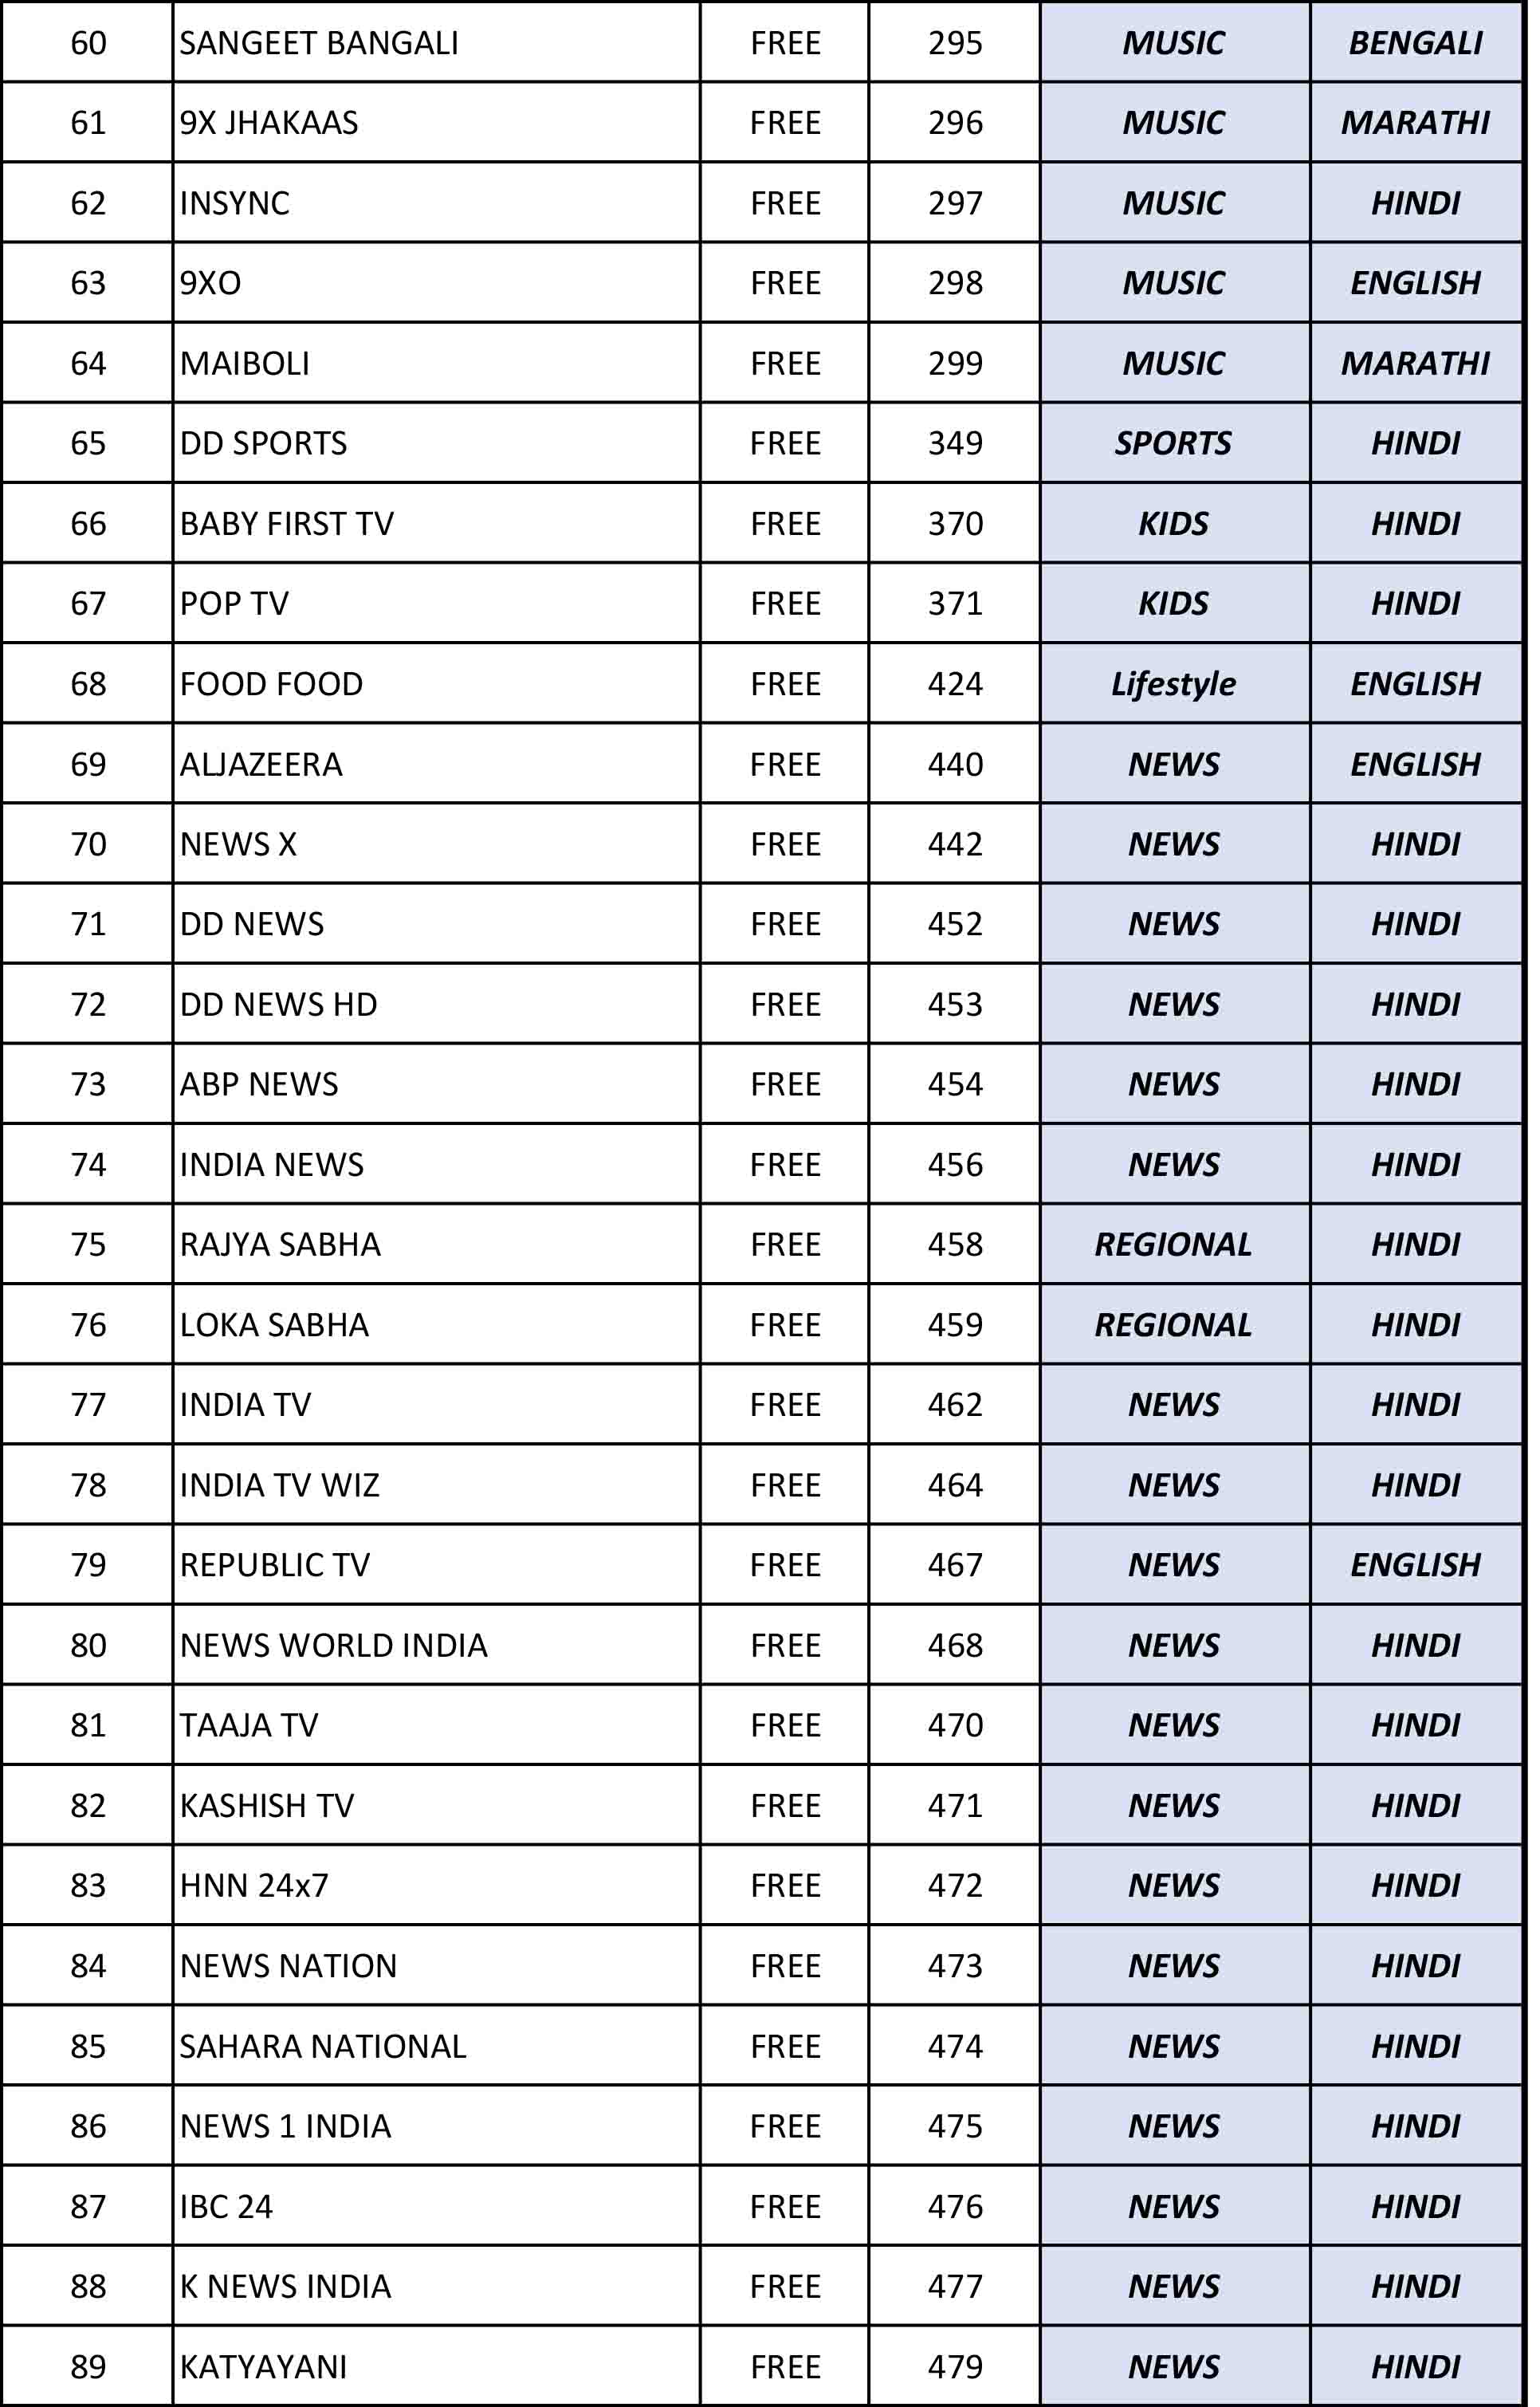 60 SANGEET BANGALI FREE 295 MUSIC BENGALI
61 9X JHAKAAS FREE 296 MUSIC MARATHI
62 INSYNC FREE 297 MUSIC HINDI
63 9XO FREE 298 MUSIC ENGLISH
64 MAIBOLI FREE 299 MUSIC MARATHI
65 DD SPORTS FREE 349 SPORTS HINDI
66 BABY FIRST TV FREE 370 KIDS HINDI
67 POP TV FREE 371 KIDS HINDI
68 FOOD FOOD FREE 424 Lifestyle ENGLISH
69 ALJAZEERA FREE 440 NEWS ENGLISH
70 NEWS X FREE 442 NEWS HINDI
71 DD NEWS FREE 452 NEWS HINDI
72 DD NEWS HD FREE 453 NEWS HINDI
73 ABP NEWS FREE 454 NEWS HINDI
74 INDIA NEWS FREE 456 NEWS HINDI
75 RAJYA SABHA FREE 458 REGIONAL HINDI
76 LOKA SABHA FREE 459 REGIONAL HINDI
77 INDIA TV FREE 462 NEWS HINDI
78 INDIA TV WIZ FREE 464 NEWS HINDI
79 REPUBLIC TV FREE 467 NEWS ENGLISH
80 NEWS WORLD INDIA FREE 468 NEWS HINDI
81 TAAJA TV FREE 470 NEWS HINDI
82 KASHISH TV FREE 471 NEWS HINDI
83 HNN 24x7 FREE 472 NEWS HINDI
84 NEWS NATION FREE 473 NEWS HINDI
85 SAHARA NATIONAL FREE 474 NEWS HINDI
86 NEWS 1 INDIA FREE 475 NEWS HINDI
87 IBC 24 FREE 476 NEWS HINDI
88 K NEWS INDIA FREE 477 NEWS HINDI
89 KATYAYANI FREE 479 NEWS HINDI